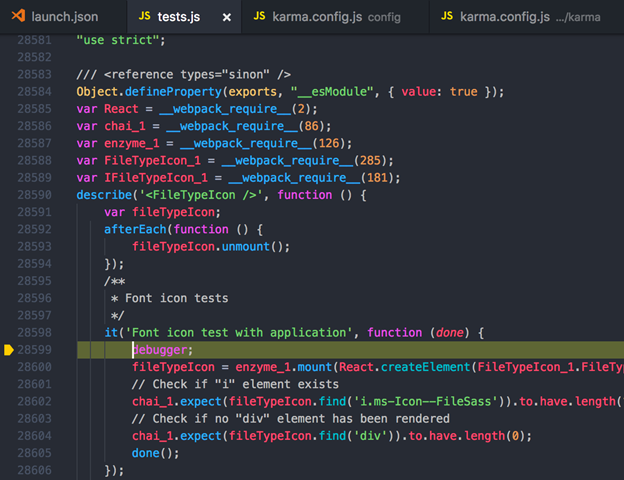 launch.json
JS tests.js ×
JS karma.config.js config
JS karma.config.js .../karma
28581 "use strict";
28582
28583 /// <reference types="sinon" />
28584 Object.defineProperty(exports, "__esModule", { value: true });
28585 var React = __webpack_require__(2);
28586 var chai_1 = __webpack_require__(86);
28587 var enzyme_1 = __webpack_require__(126);
28588 var FileTypeIcon_1 = __webpack_require__(285);
28589 var IFileTypeIcon_1 = __webpack_require__(181);
28590 describe('<FileTypeIcon />', function () {
28591 var fileTypeIcon;
28592 afterEach(function () {
28593 fileTypeIcon.unmount();
28594 });
28595 /**
28596 * Font icon tests
28597 */
28598 it('Font icon test with application', function (done) {
28599 debugger;
28600 fileTypeIcon = enzyme_1.mount(React.createElement(FileTypeIcon_1.FileTy
28601 // Check if "i" element exists
28602 chai_1.expect(fileTypeIcon.find('i.ms-Icon--FileSass')).to.have.length(
28603 // Check if no "div" element has been rendered
28604 chai_1.expect(fileTypeIcon.find('div')).to.have.length(0);
28605 done();
28606 });